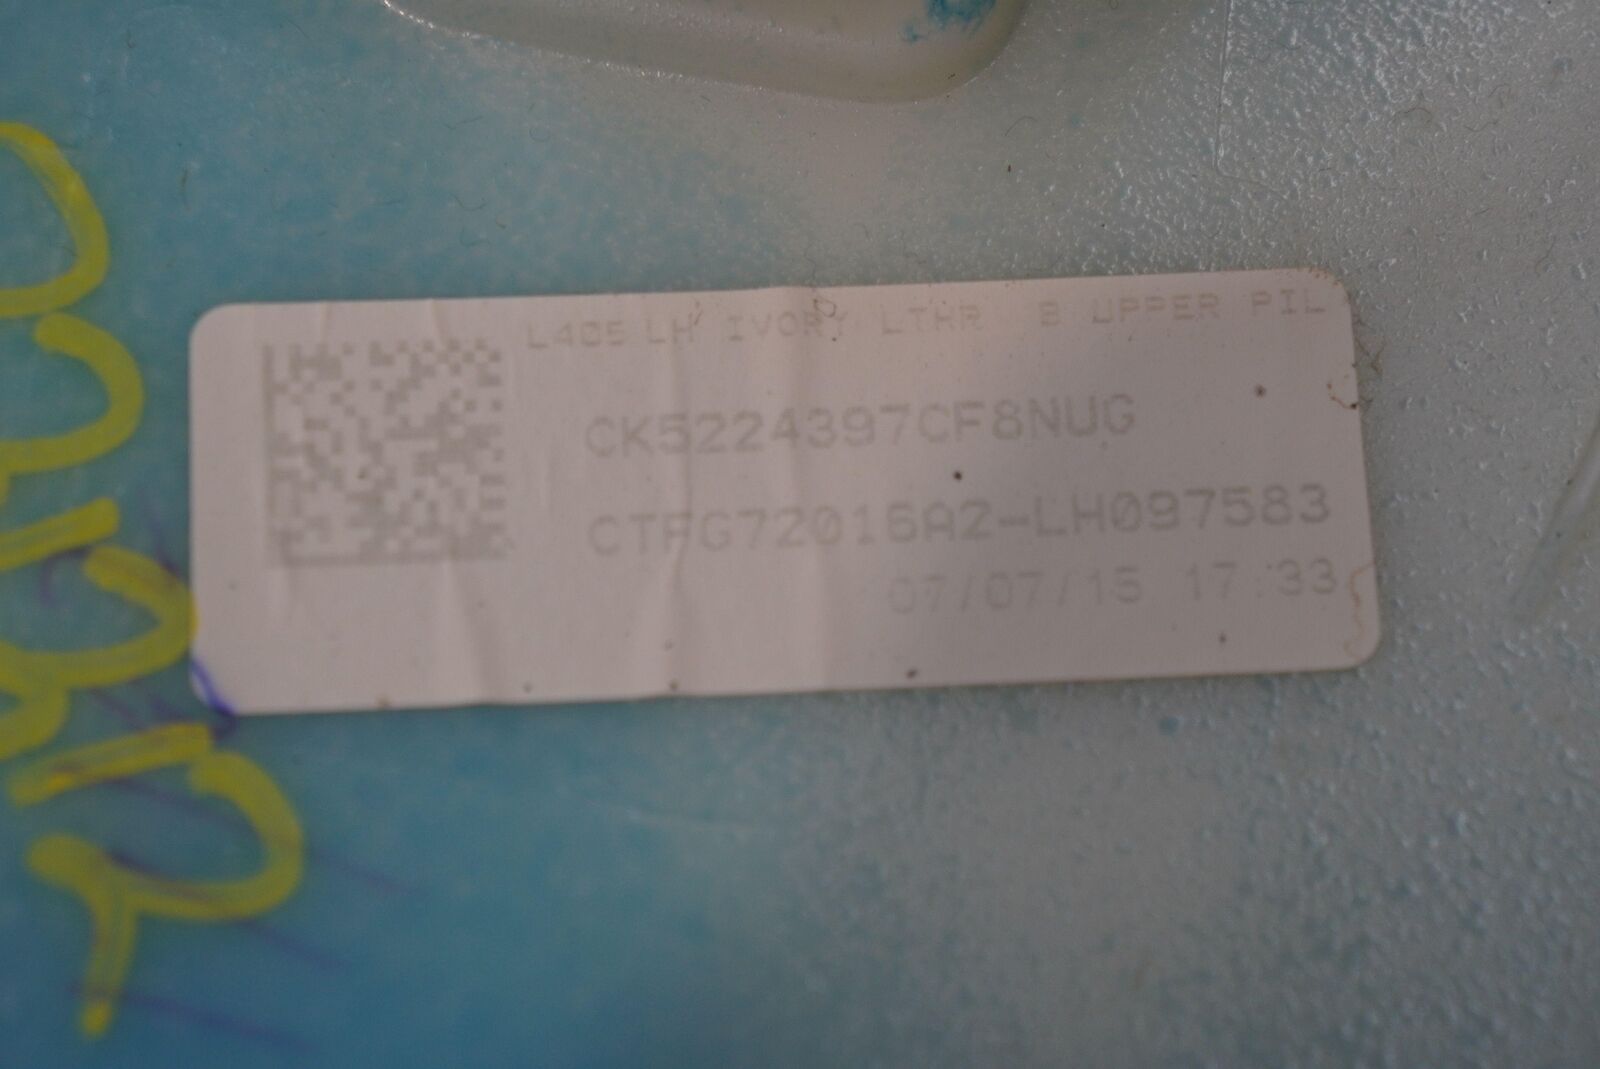 L405 LH IVORY LTHR B UPPER PIL
CK5224397CF8NUG
CTFG72016A2-LH097583
07/07/15 17:33